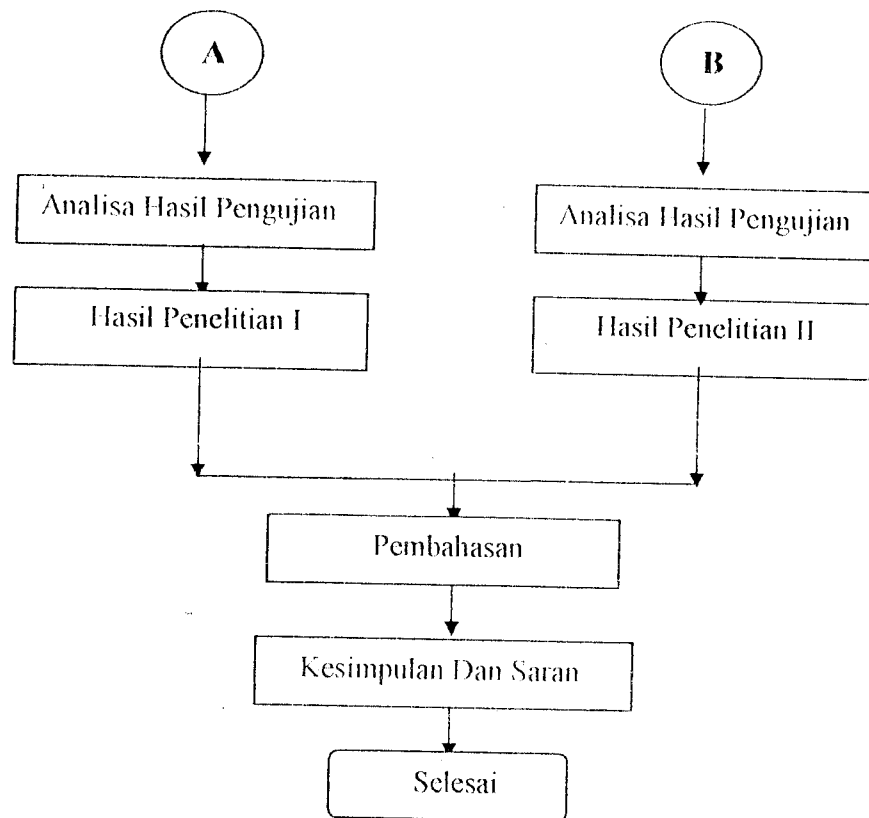 A
B
Analisa Hasil Pengujian
Analisa Hasil Pengujian
Hasil Penelitian I
Hasil Penelitian II
Pembahasan
Kesimpulan Dan Saran
Selesai